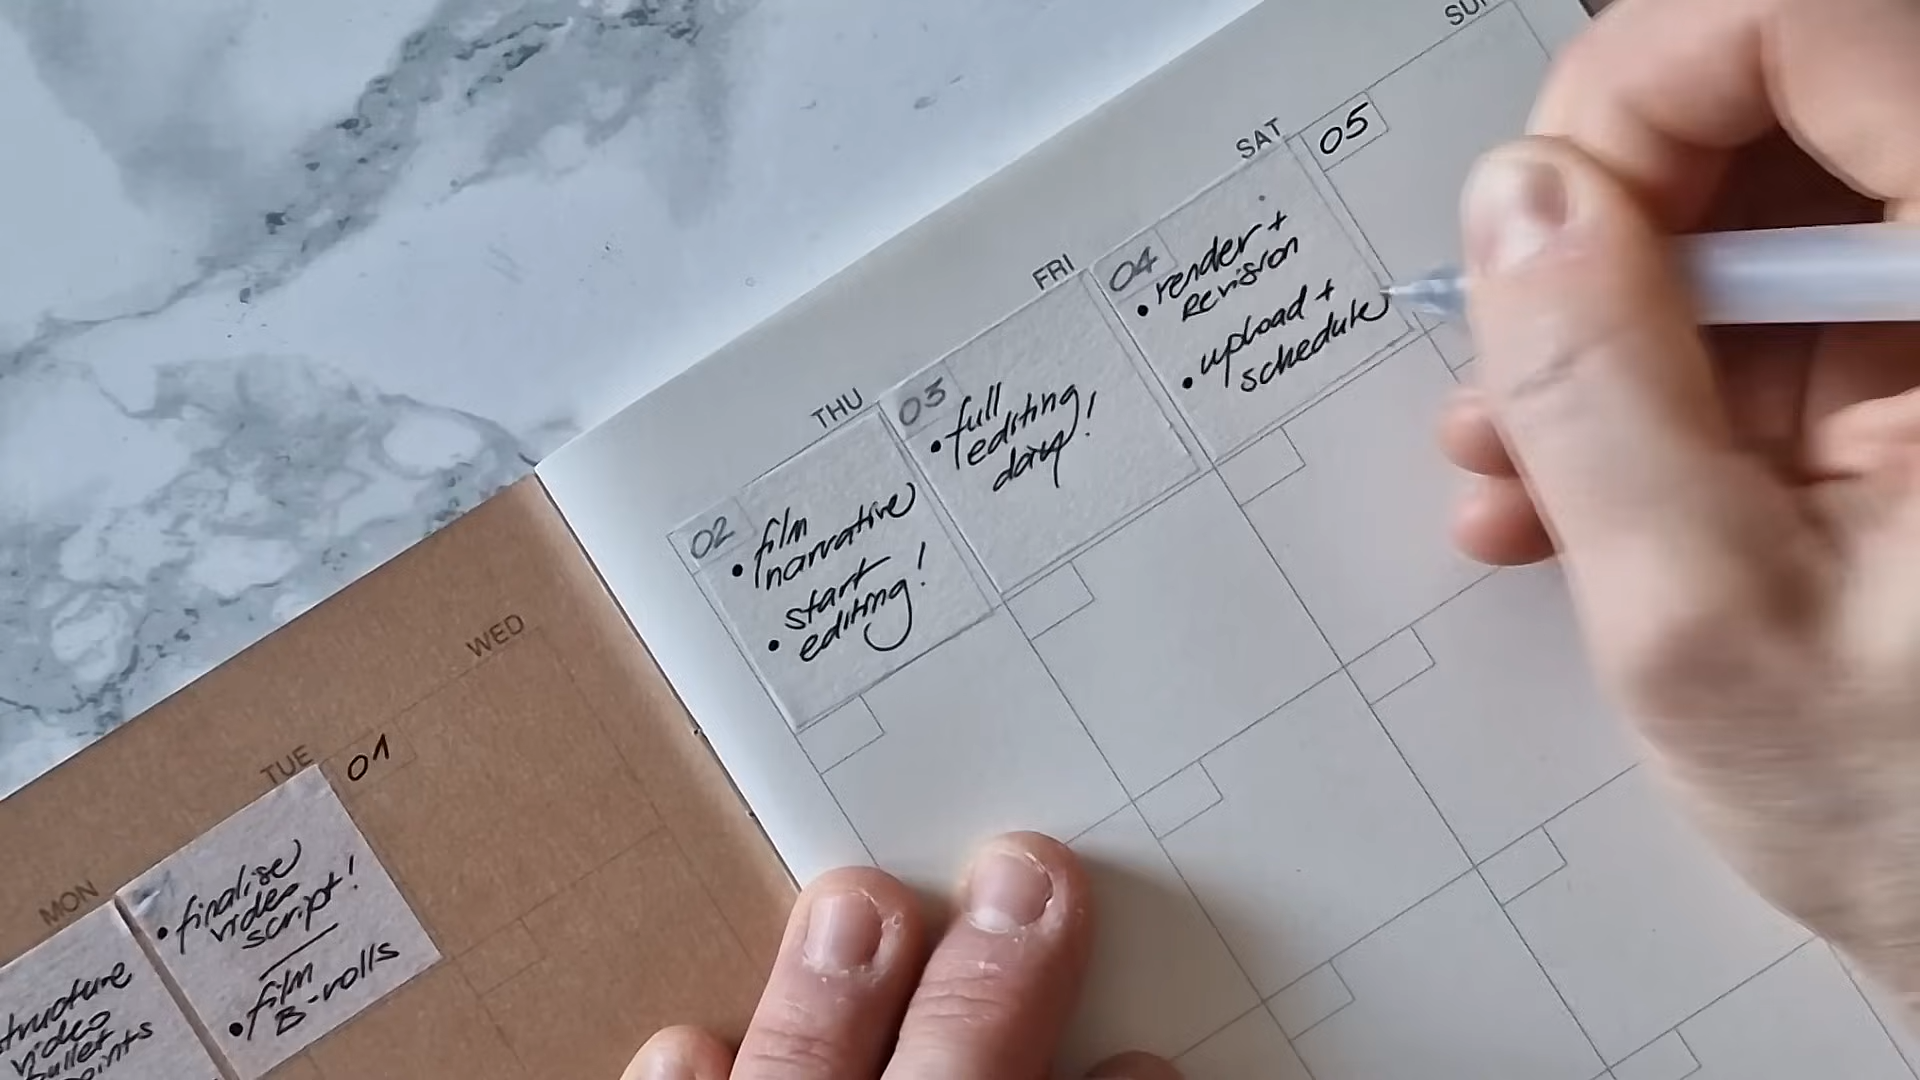 MON
TUE
WED
THU
FRI
SAT
video
• finalise
video
script!
• film
B-rolls
01
02
• film
narrative
• start
editing!
03
• full
editing
day!
04
• render +
revision
• upload +
schedule
05